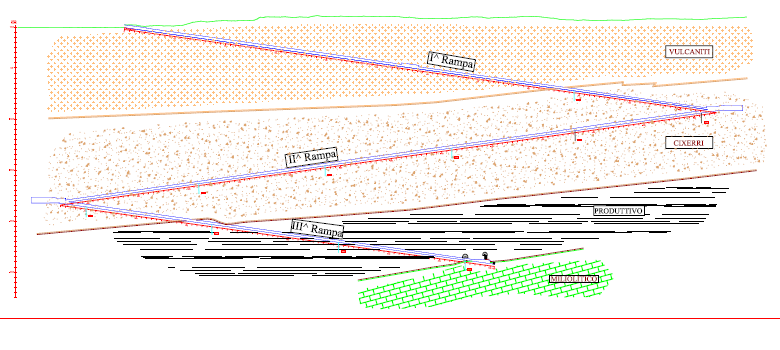 VULCANITI
I^ Rampa
CIXERRI
II^ Rampa
PRODUTTIVO
III^ Rampa
MILIOLITICO